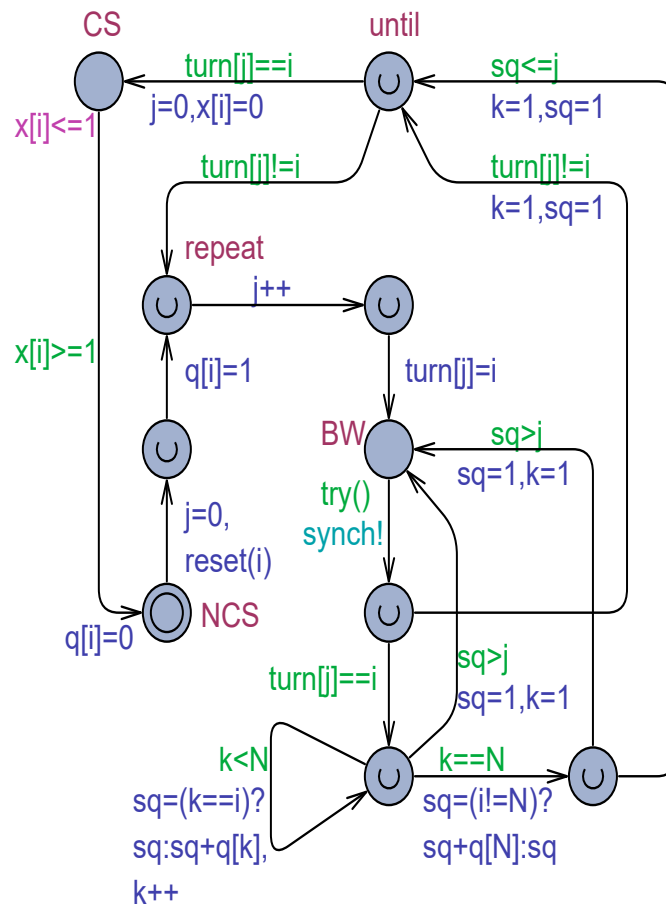 CS
until
turn[j]==i
sq<=j
j=0,x[i]=0
k=1,sq=1
x[i]<=1
turn[j]!=i
turn[j]!=i
k=1,sq=1
repeat
j++
x[i]>=1
q[i]=1
turn[j]=i
BW
sq>j
sq=1,k=1
try()
synch!
j=0,
reset(i)
NCS
q[i]=0
turn[j]==i
sq>j
sq=1,k=1
k<N
k==N
sq=(k==i)?
sq:sq+q[k],
k++
sq=(i!=N)?
sq+q[N]:sq